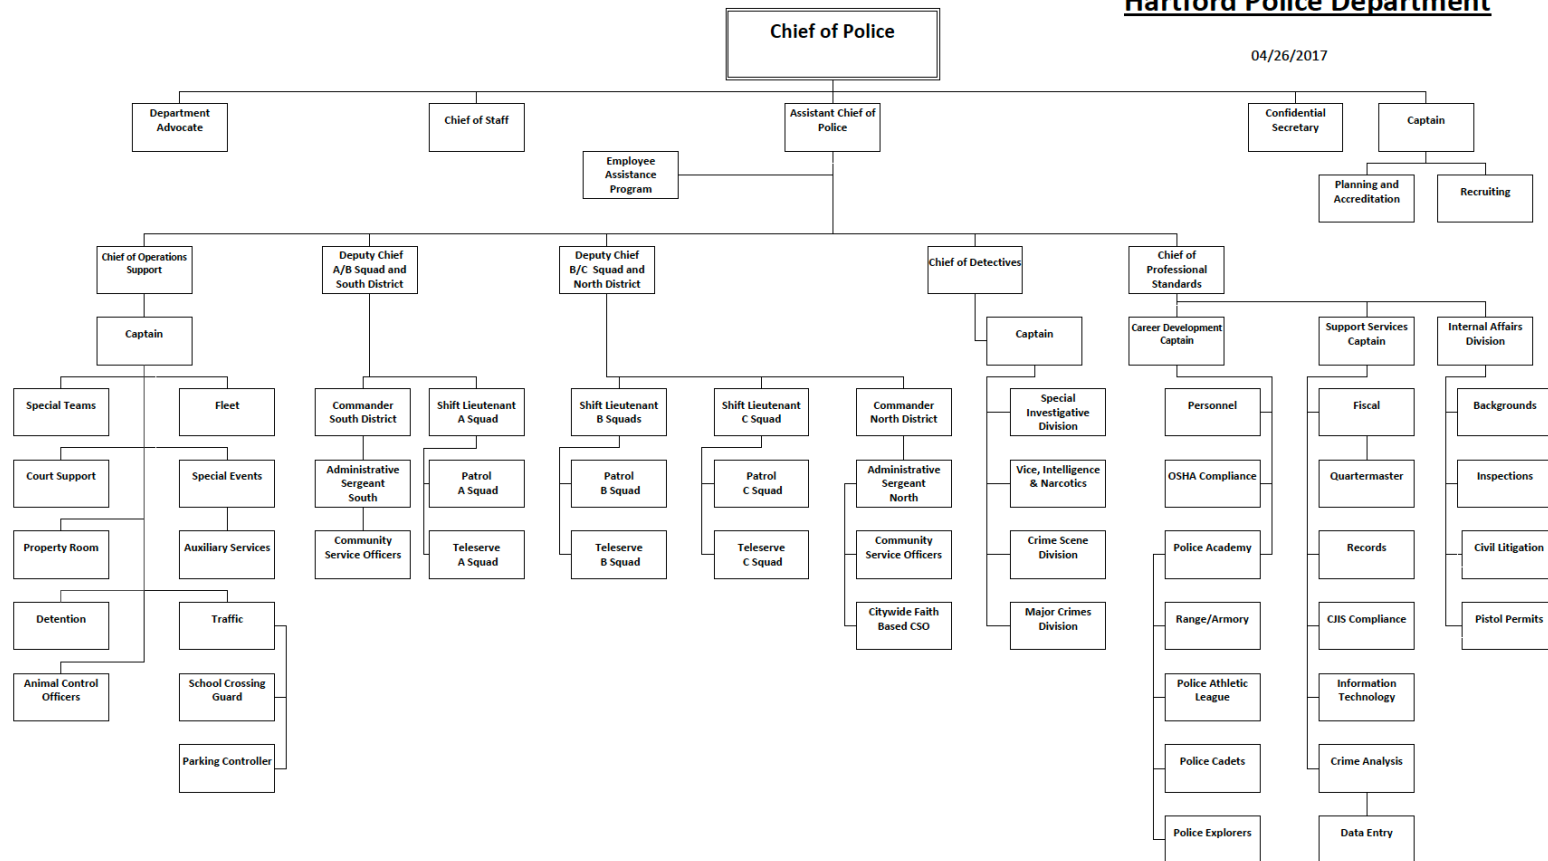 Hartford Police Department
04/26/2017
Chief of Police
Department
Advocate
Chief of Staff
Assistant Chief of
Police
Confidential
Secretary
Captain
Employee
Assistance
Program
Planning and
Accreditation
Recruiting
Chief of Operations
Support
Deputy Chief
A/B Squad and
South District
Deputy Chief
B/C Squad and
North District
Chief of Detectives
Chief of
Professional
Standards
Captain
Captain
Career Development
Captain
Support Services
Captain
Internal Affairs
Division
Special Teams
Fleet
Commander
South District
Shift Lieutenant
A Squad
Shift Lieutenant
B Squads
Shift Lieutenant
C Squad
Commander
North District
Special
Investigative
Division
Personnel
Fiscal
Backgrounds
Court Support
Special Events
Administrative
Sergeant
South
Patrol
A Squad
Patrol
B Squad
Patrol
C Squad
Administrative
Sergeant
North
Vice, Intelligence
& Narcotics
OSHA Compliance
Quartermaster
Inspections
Property Room
Auxiliary Services
Community
Service Officers
Teleserve
A Squad
Teleserve
B Squad
Teleserve
C Squad
Community
Service Officers
Crime Scene
Division
Police Academy
Records
Civil Litigation
Detention
Traffic
Citywide Faith
Based CSO
Major Crimes
Division
Range/Armory
CJIS Compliance
Pistol Permits
Animal Control
Officers
School Crossing
Guard
Police Athletic
League
Information
Technology
Parking Controller
Police Cadets
Crime Analysis
Police Explorers
Data Entry